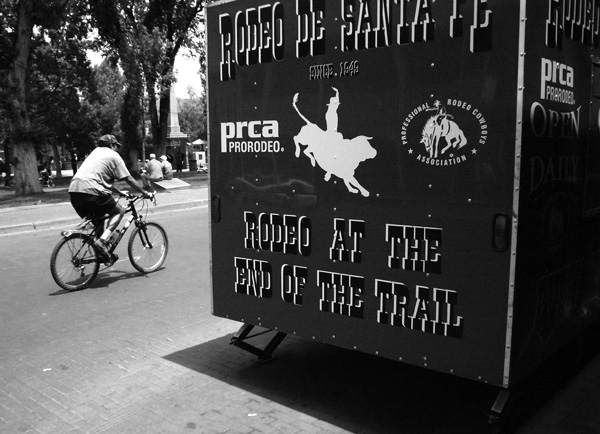 RODEO DE SANTA FE
SINCE 1949
prca
PRORODEO®
PROFESSIONAL RODEO COWBOYS
ASSOCIATION
RODEO AT THE
END OF THE TRAIL
RODEO
prca
PRORODEO
OPEN
DAILY